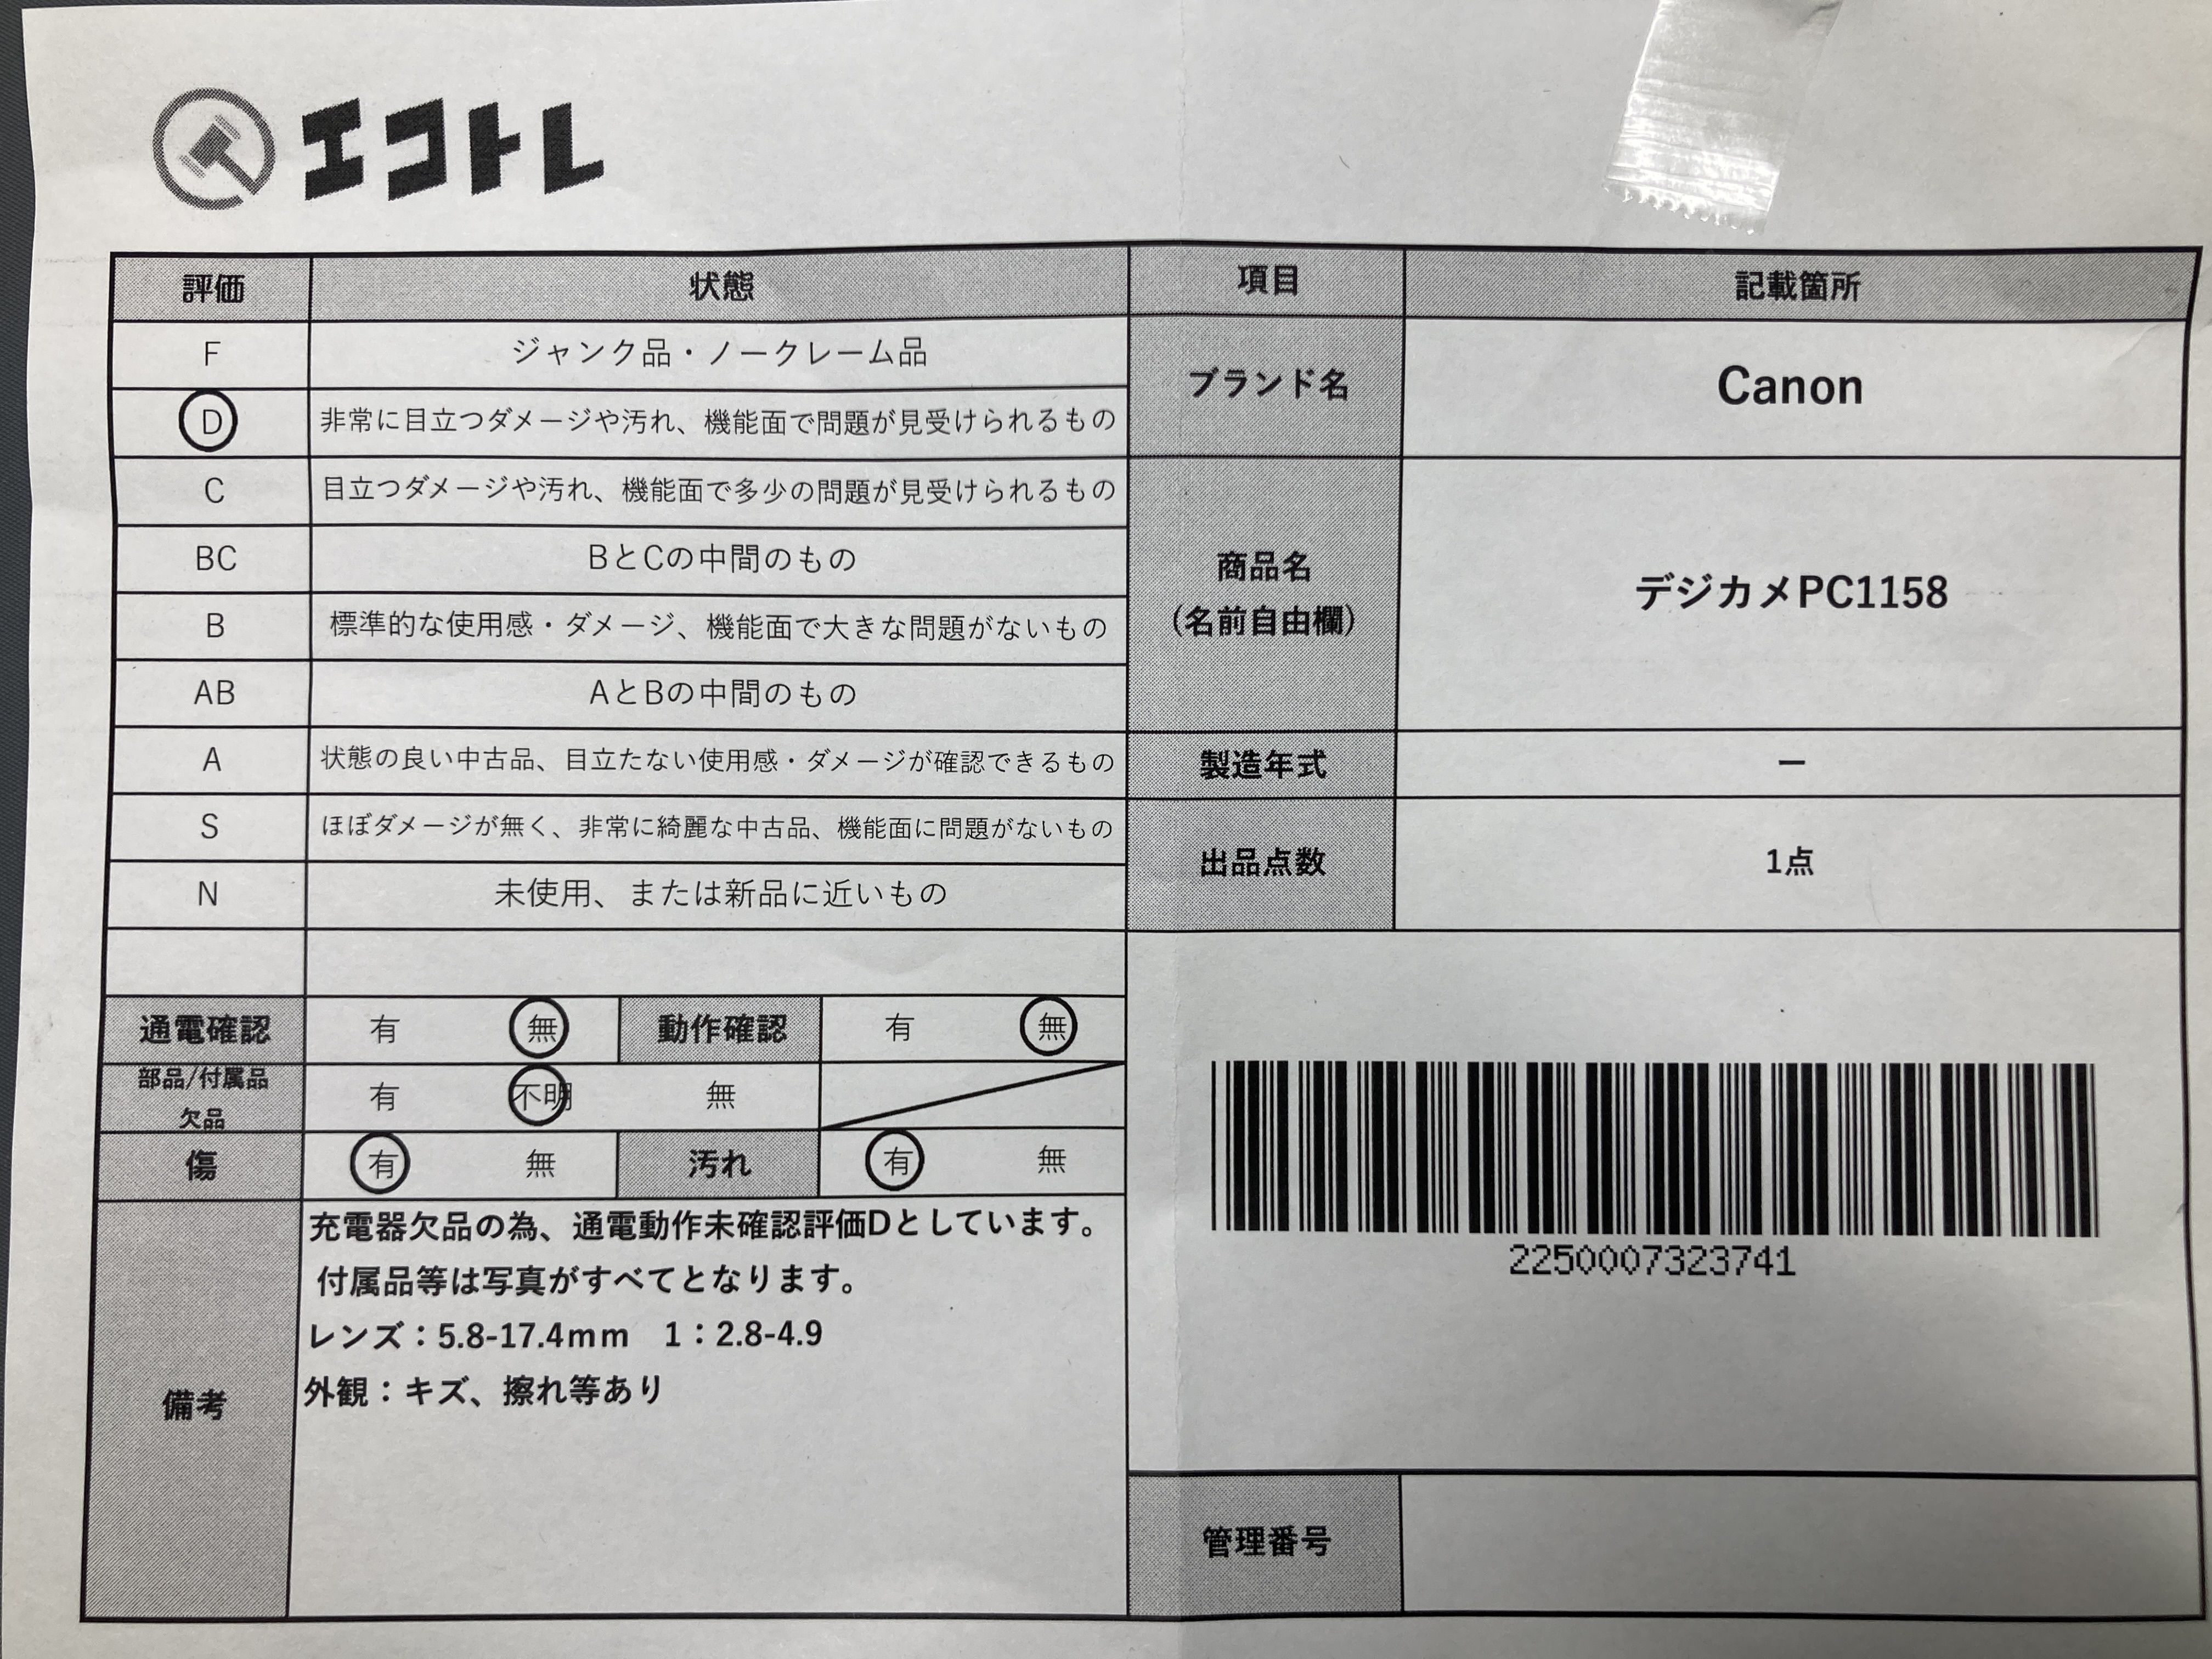 エコトレ
評価 状態 項目 記載箇所
F ジャンク品・ノークレーム品
D 非常に目立つダメージや汚れ、機能面で問題が見受けられるもの
ブランド名 Canon
C 目立つダメージや汚れ、機能面で多少の問題が見受けられるもの
BC BとCの中間のもの
B 標準的な使用感・ダメージ、機能面で大きな問題がないもの
商品名
(名前自由欄)
デジカメPC1158
AB AとBの中間のもの
A 状態の良い中古品、目立たない使用感・ダメージが確認できるもの
製造年式 ー
S ほぼダメージが無く、非常に綺麗な中古品、機能面に問題がないもの
出品点数 1点
N 未使用、または新品に近いもの
通電確認 有 無 動作確認 有 無
部品/付属品
欠品
有 不明 無
傷 有 無 汚れ 有 無
備考
充電器欠品の為、通電動作未確認評価Dとしています。
付属品等は写真がすべてとなります。
レンズ：5.8-17.4mm 1：2.8-4.9
外観：キズ、擦れ等あり
2250007323741
管理番号